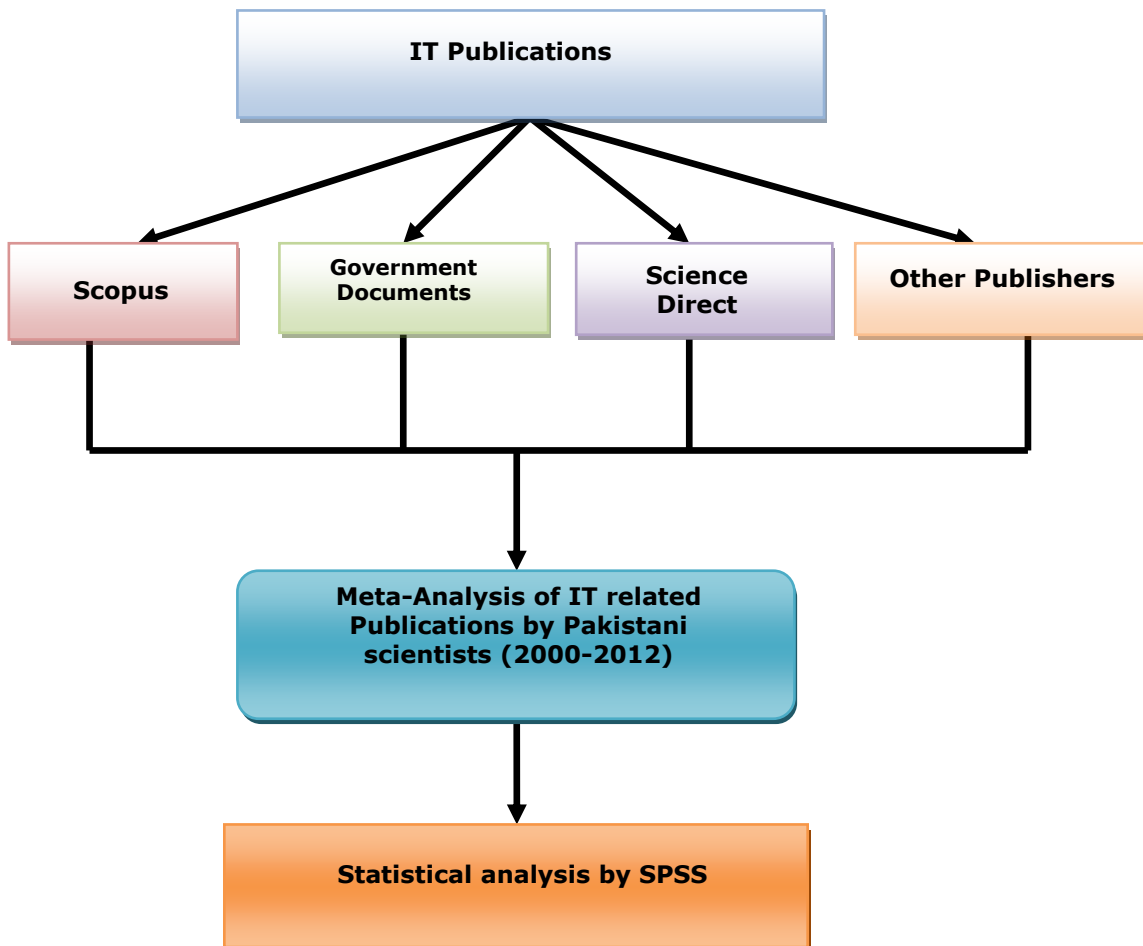 IT Publications
Scopus
Government
Documents
Science
Direct
Other Publishers
Meta-Analysis of IT related
Publications by Pakistani
scientists (2000-2012)
Statistical analysis by SPSS